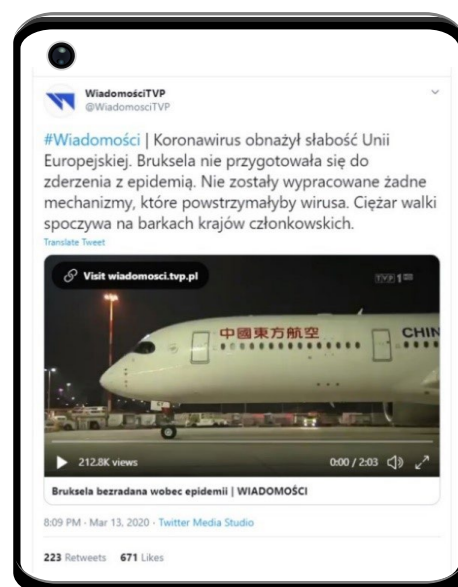 WiadomościTVP
@WiadomosciTVP
#Wiadomości | Koronawirus obnażył słabość Unii
Europejskiej. Bruksela nie przygotowała się do
zderzenia z epidemią. Nie zostały wypracowane żadne
mechanizmy, które powstrzymałyby wirusa. Ciężar walki
spoczywa na barkach krajów członkowskich.
Translate Tweet
Visit wiadomosci.tvp.pl
TVP 1
中國東方航空
CHIN
212.8K views
0:00 / 2:03
Bruksela bezradana wobec epidemii | WIADOMOŚCI
8:09 PM · Mar 13, 2020 · Twitter Media Studio
223 Retweets 671 Likes